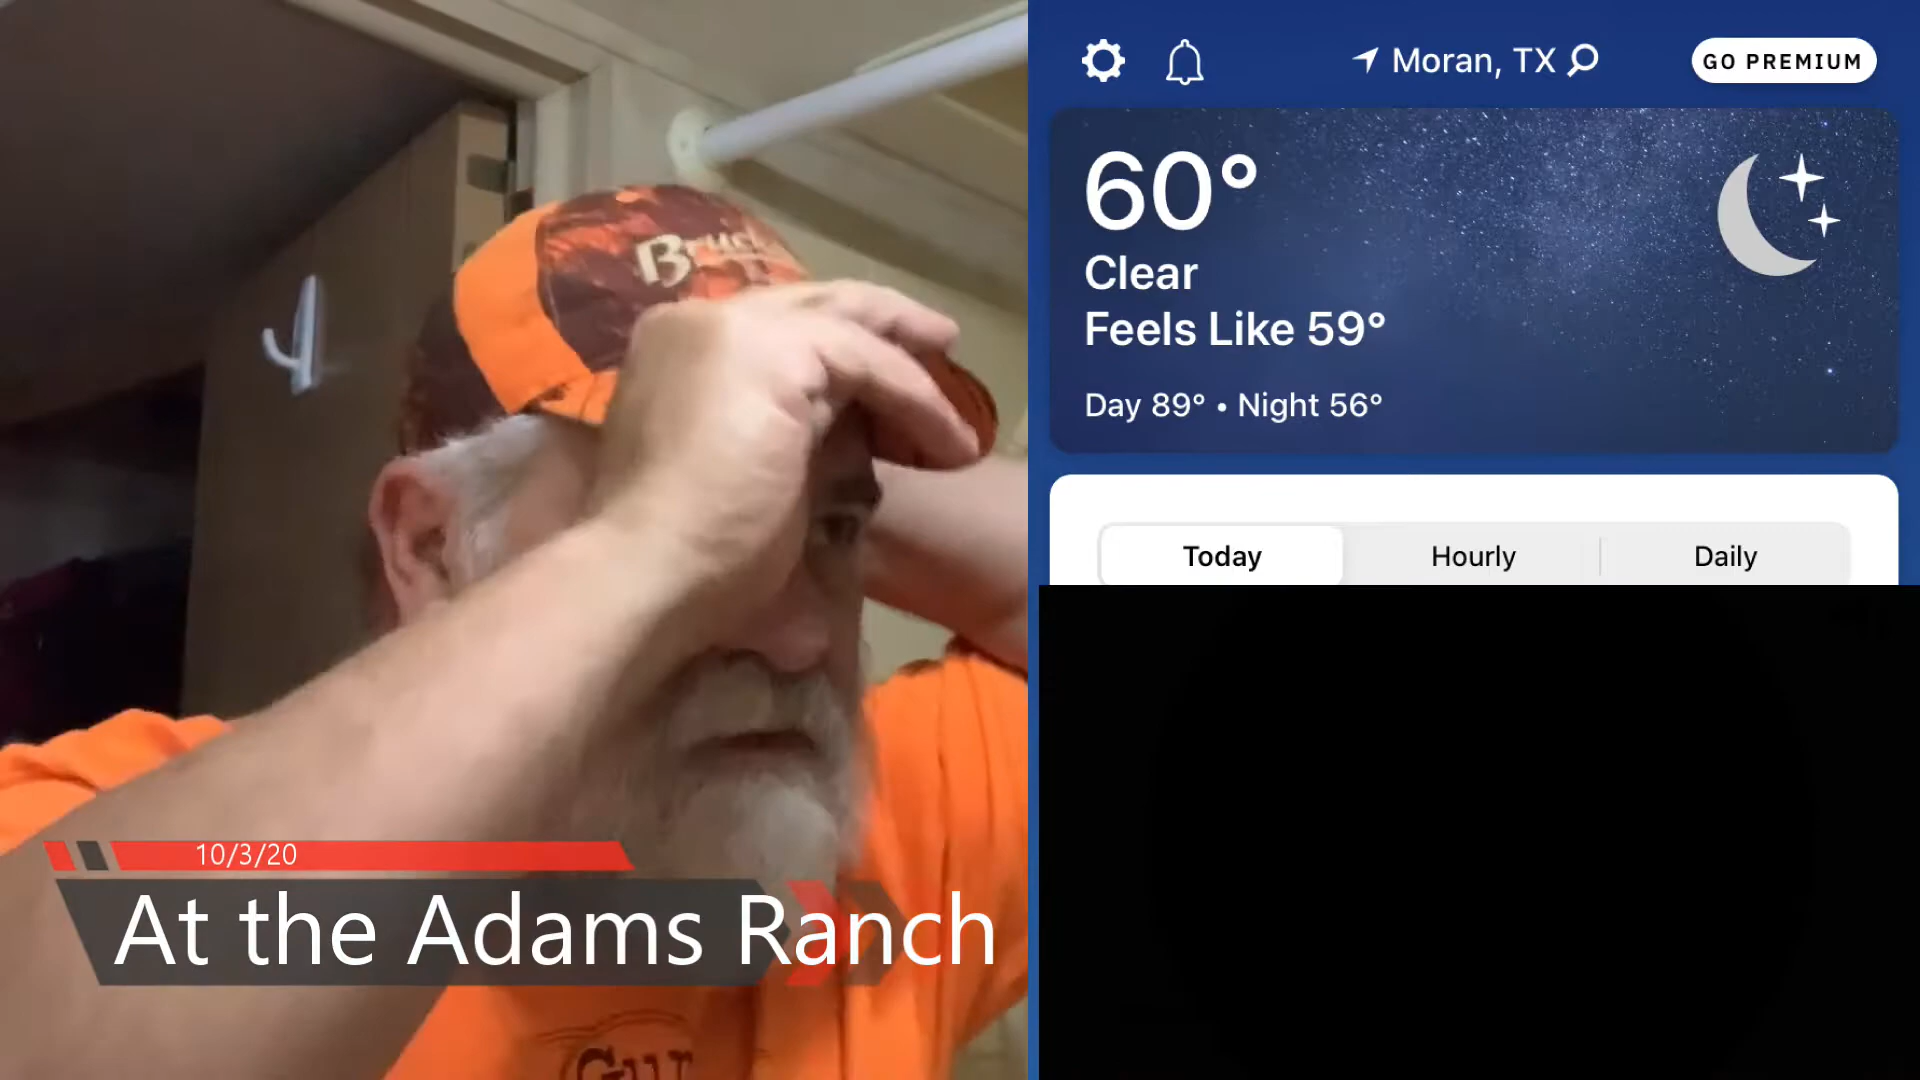 10/3/20
At the Adams Ranch
Moran, TX
GO PREMIUM
60°
Clear
Feels Like 59°
Day 89° • Night 56°
Today
Hourly
Daily